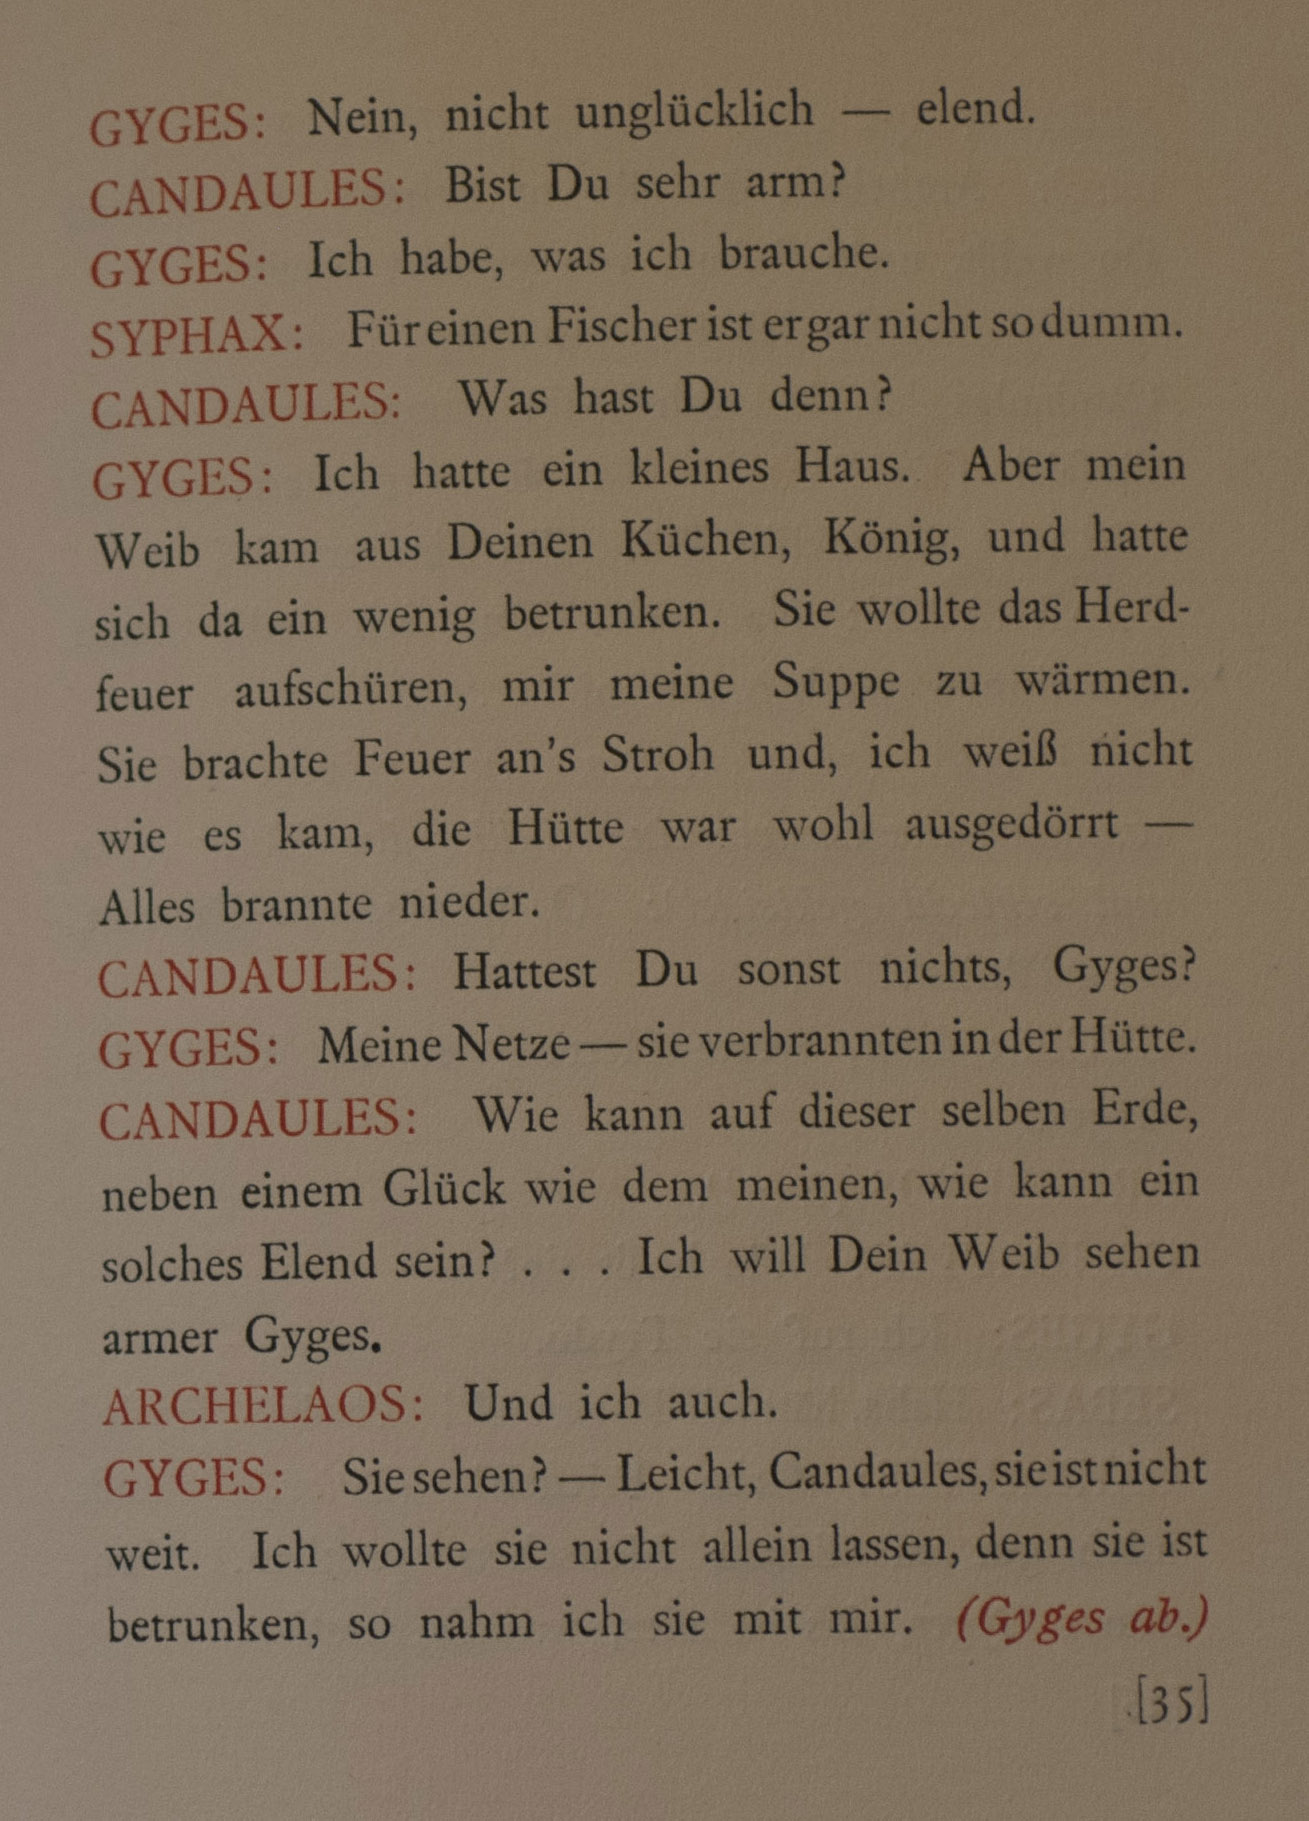 GYGES: Nein, nicht unglücklich — elend.
CANDAULES: Bist Du sehr arm?
GYGES: Ich habe, was ich brauche.
SYPHAX: Für einen Fischer ist er gar nicht so dumm.
CANDAULES: Was hast Du denn?
GYGES: Ich hatte ein kleines Haus. Aber mein
Weib kam aus Deinen Küchen, König, und hatte
sich da ein wenig betrunken. Sie wollte das Herd-
feuer aufschüren, mir meine Suppe zu wärmen.
Sie brachte Feuer an's Stroh und, ich weiß nicht
wie es kam, die Hütte war wohl ausgedörrt —
Alles brannte nieder.
CANDAULES: Hattest Du sonst nichts, Gyges?
GYGES: Meine Netze — sie verbrannten in der Hütte.
CANDAULES: Wie kann auf dieser selben Erde,
neben einem Glück wie dem meinen, wie kann ein
solches Elend sein? . . . Ich will Dein Weib sehen
armer Gyges.
ARCHELAOS: Und ich auch.
GYGES: Sie sehen? — Leicht, Candaules, sie ist nicht
weit. Ich wollte sie nicht allein lassen, denn sie ist
betrunken, so nahm ich sie mit mir. (Gyges ab.)
[35]